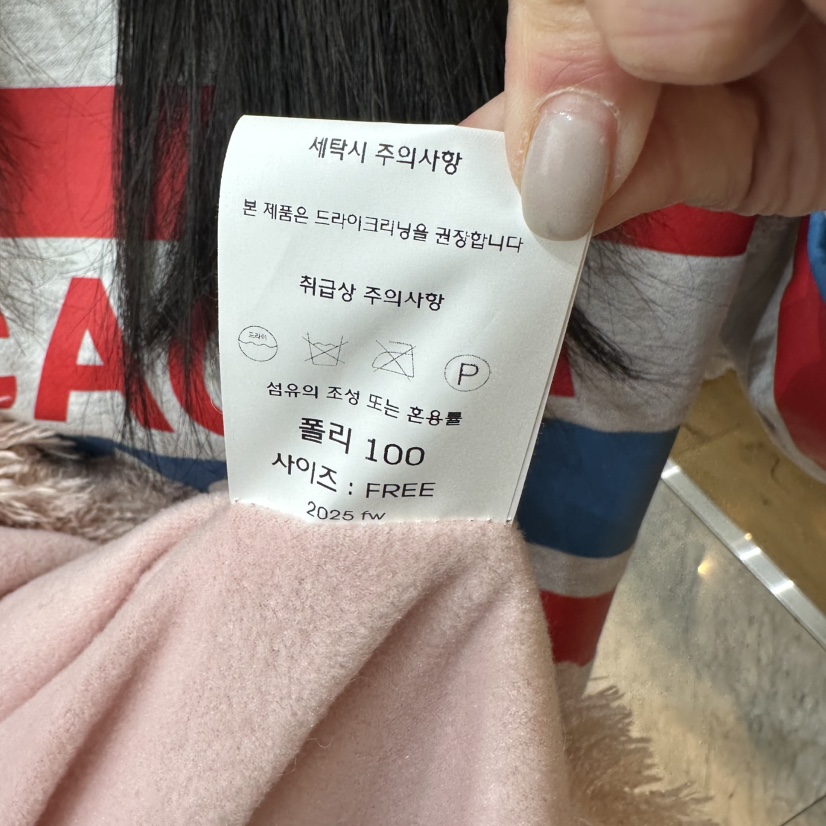 세탁시 주의사항
본 제품은 드라이크리닝을 권장합니다
취급상 주의사항
드라이
P
섬유의 조성 또는 혼용률
폴리 100
사이즈 : FREE
2025 fw
CA